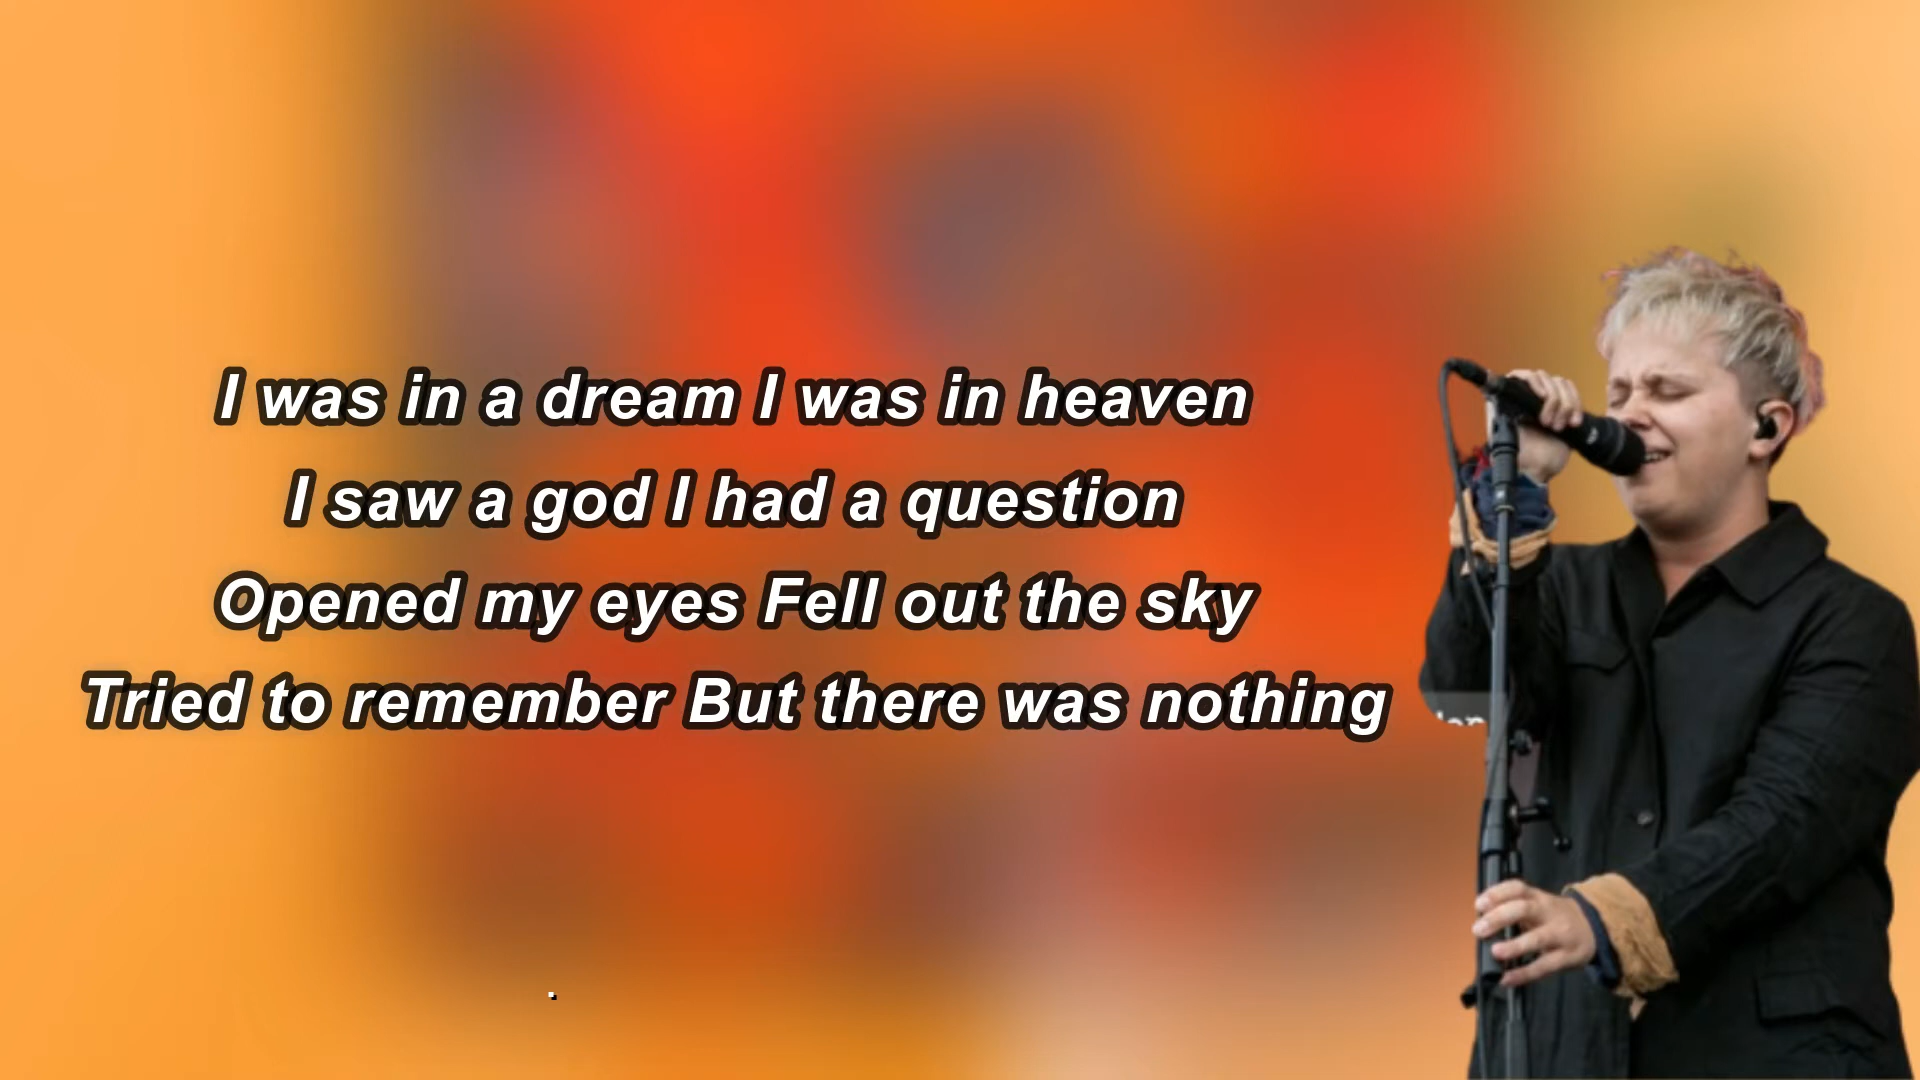 I was in a dream I was in heaven
I saw a god I had a question
Opened my eyes Fell out the sky
Tried to remember But there was nothing